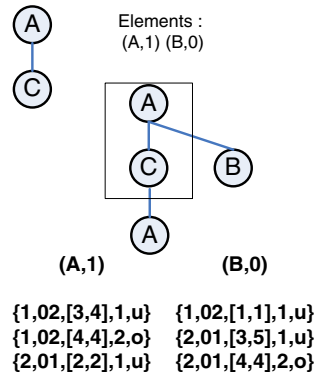 A
C
Elements :
(A,1) (B,0)
A
C
B
A
(A,1) (B,0)
{1,02,[3,4],1,u} {1,02,[1,1],1,u}
{1,02,[4,4],2,o} {2,01,[3,5],1,u}
{2,01,[2,2],1,u} {2,01,[4,4],2,o}